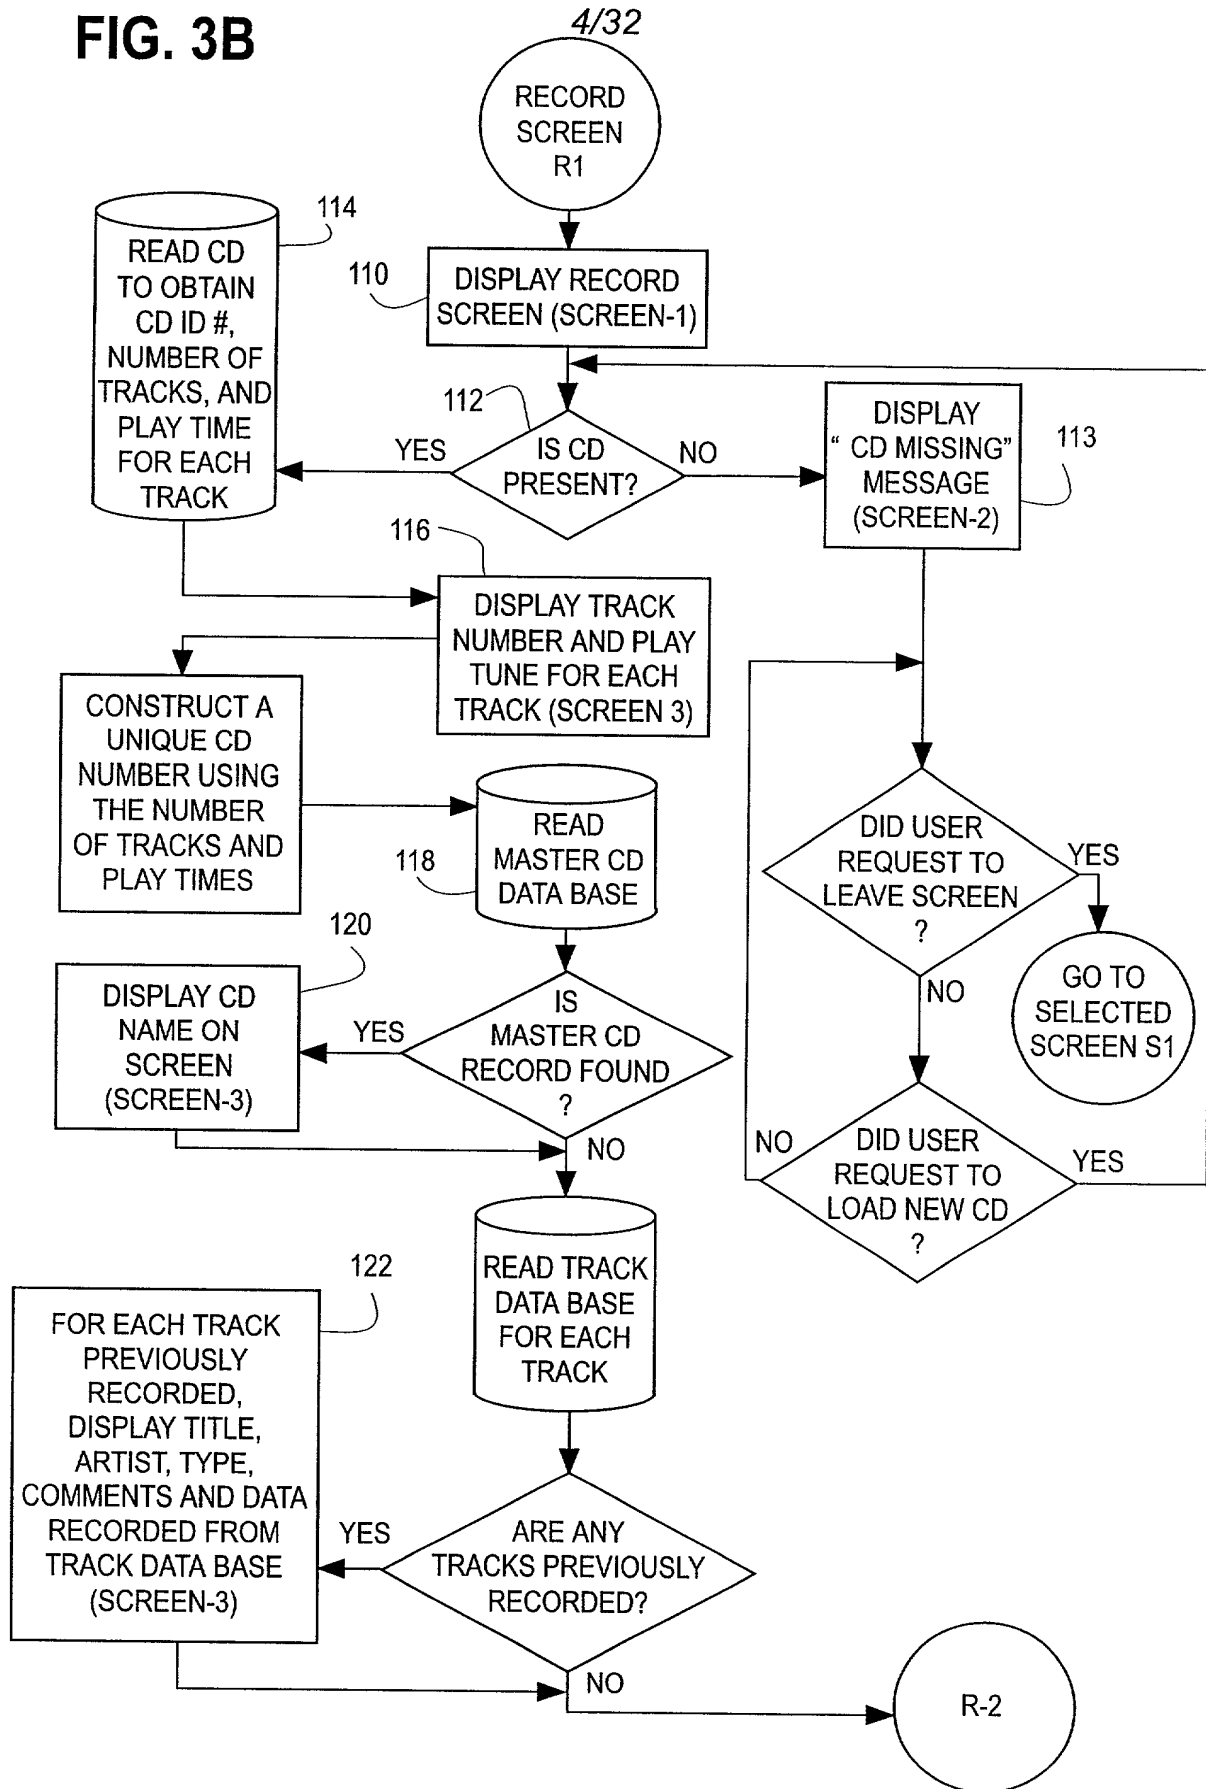 FIG. 3B
4/32
RECORD
SCREEN
R1
114
READ CD
TO OBTAIN
CD ID #,
NUMBER OF
TRACKS, AND
PLAY TIME
FOR EACH
TRACK
110
DISPLAY RECORD
SCREEN (SCREEN-1)
112
YES
IS CD
PRESENT?
NO
DISPLAY
“ CD MISSING”
MESSAGE
(SCREEN-2)
113
116
DISPLAY TRACK
NUMBER AND PLAY
TUNE FOR EACH
TRACK (SCREEN 3)
CONSTRUCT A
UNIQUE CD
NUMBER USING
THE NUMBER
OF TRACKS AND
PLAY TIMES
118
READ
MASTER CD
DATA BASE
DID USER
REQUEST TO
LEAVE SCREEN
?
YES
NO
GO TO
SELECTED
SCREEN S1
120
DISPLAY CD
NAME ON
SCREEN
(SCREEN-3)
YES
IS
MASTER CD
RECORD FOUND
?
NO
NO
DID USER
REQUEST TO
LOAD NEW CD
?
YES
READ TRACK
DATA BASE
FOR EACH
TRACK
122
FOR EACH TRACK
PREVIOUSLY
RECORDED,
DISPLAY TITLE,
ARTIST, TYPE,
COMMENTS AND DATA
RECORDED FROM
TRACK DATA BASE
(SCREEN-3)
YES
ARE ANY
TRACKS PREVIOUSLY
RECORDED?
NO
R-2